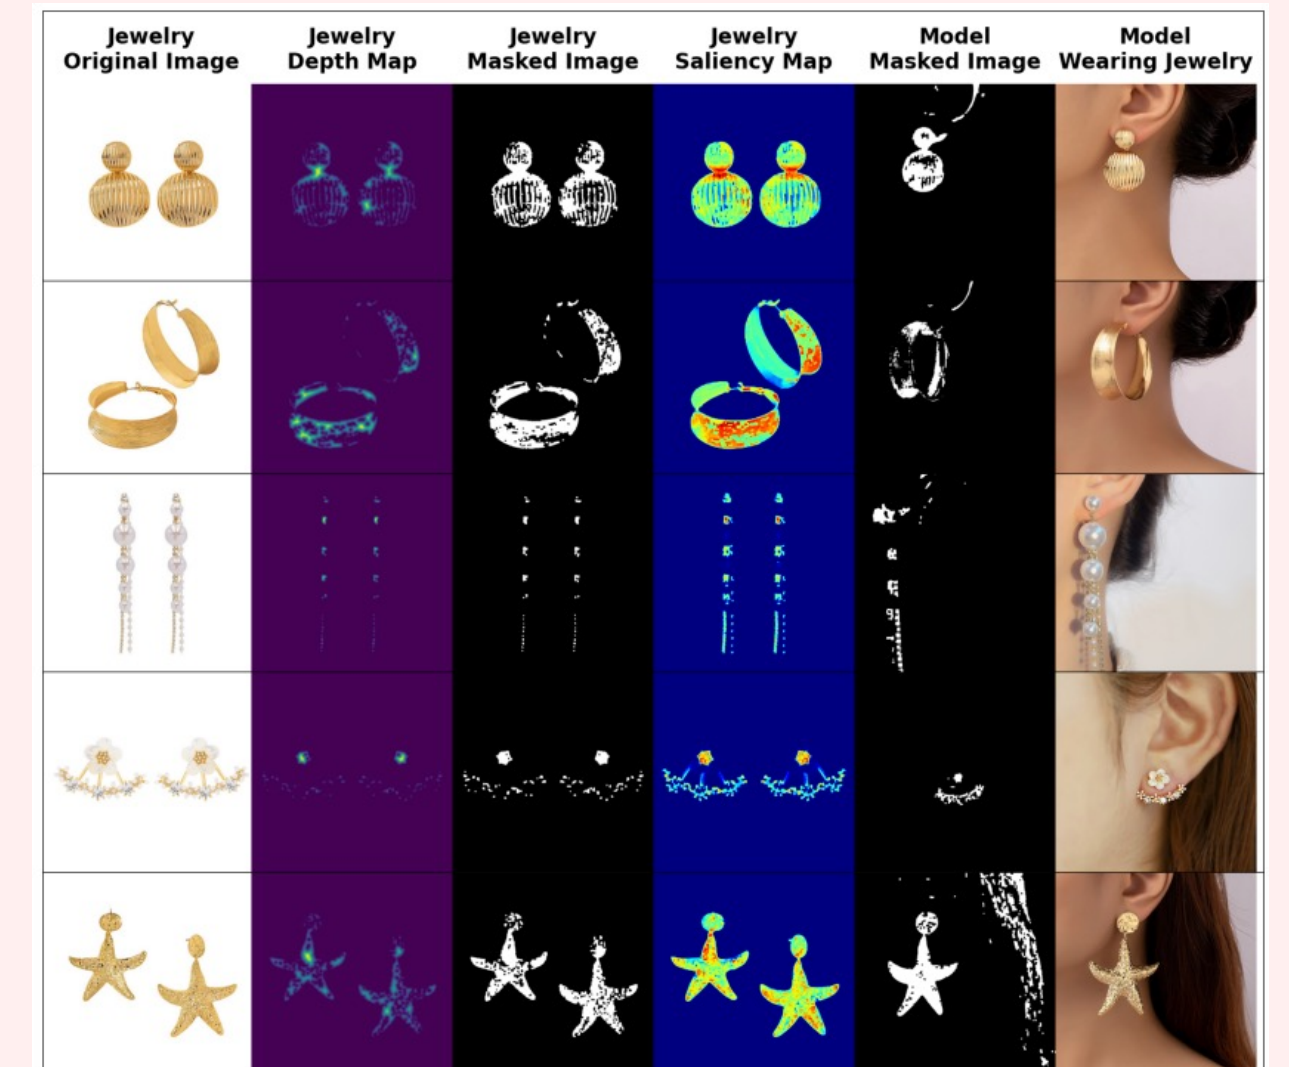 Jewelry
Original Image
Jewelry
Depth Map
Jewelry
Masked Image
Jewelry
Saliency Map
Model
Masked Image
Model
Wearing Jewelry